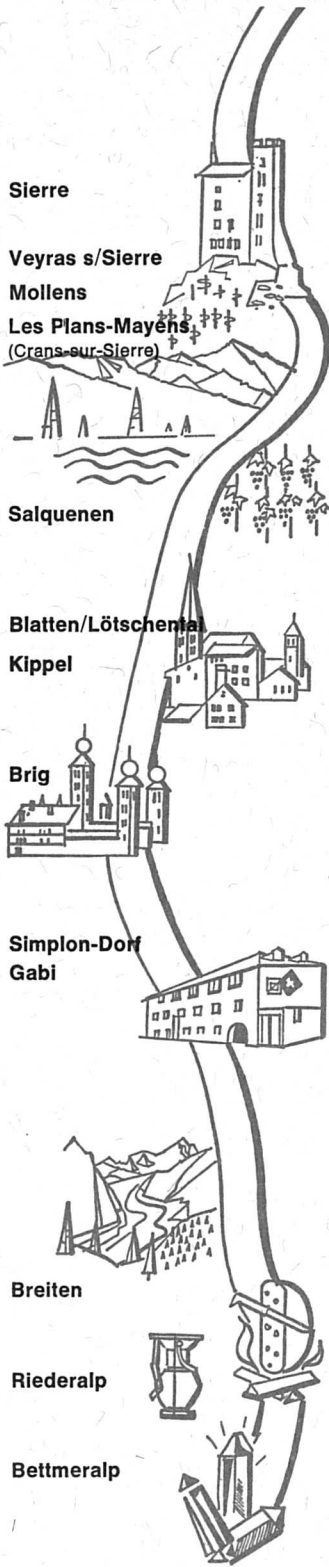 Sierre
Veyras s/Sierre
Mollens
Les Plans-Mayens
(Crans-sur-Sierre)
Salquenen
Blatten/Lötschental
Kippel
Brig
Simplon-Dorf
Gabi
Breiten
Riederalp
Bettmeralp